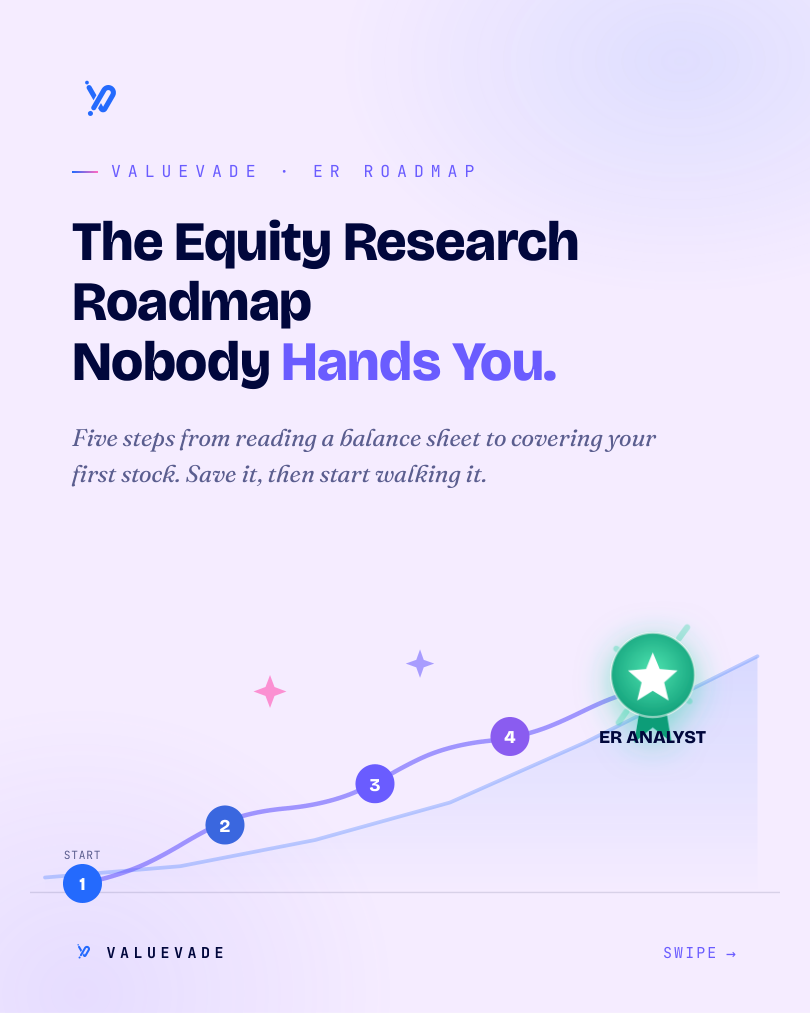 VALUEVADE · ER ROADMAP
The Equity Research
Roadmap
Nobody Hands You.
Five steps from reading a balance sheet to covering your
first stock. Save it, then start walking it.
START
1
2
3
4
ER ANALYST
VALUEVADE
SWIPE →